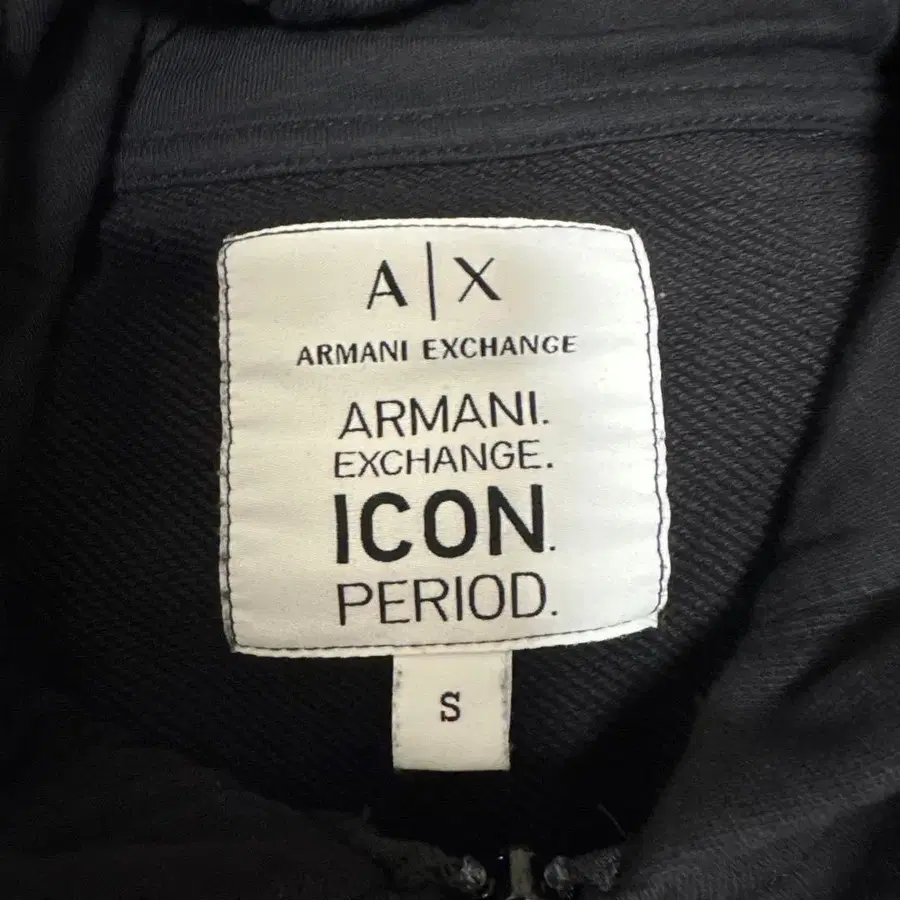 A|X
ARMANI EXCHANGE
ARMANI.
EXCHANGE.
ICON.
PERIOD.
S